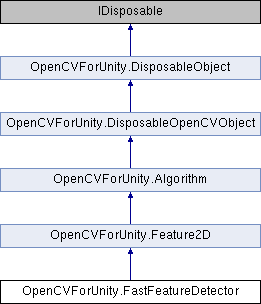 IDisposable
OpenCVForUnity.DisposableObject
OpenCVForUnity.DisposableOpenCVObject
OpenCVForUnity.Algorithm
OpenCVForUnity.Feature2D
OpenCVForUnity.FastFeatureDetector